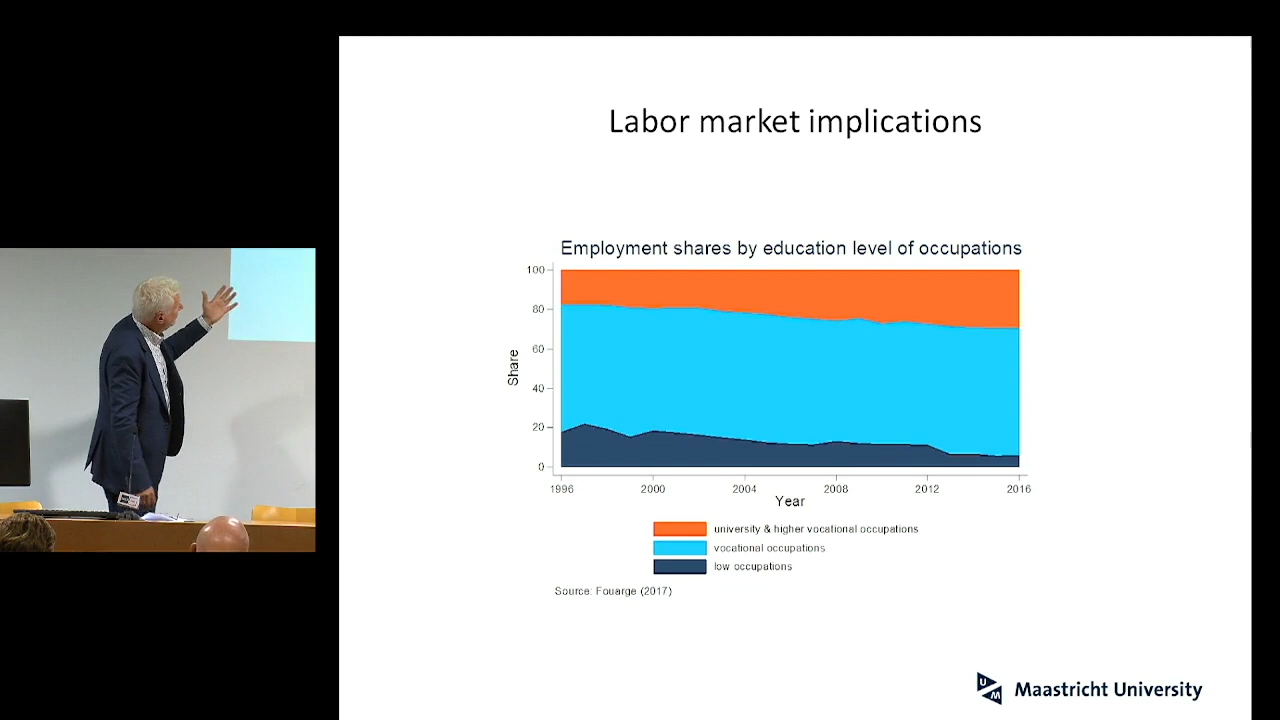 Labor market implications
Employment shares by education level of occupations
100
80
60
40
20
0
Share
1996 2000 2004 2008 2012 2016
Year
university & higher vocational occupations
vocational occupations
low occupations
Source: Fouarge (2017)
UM Maastricht University